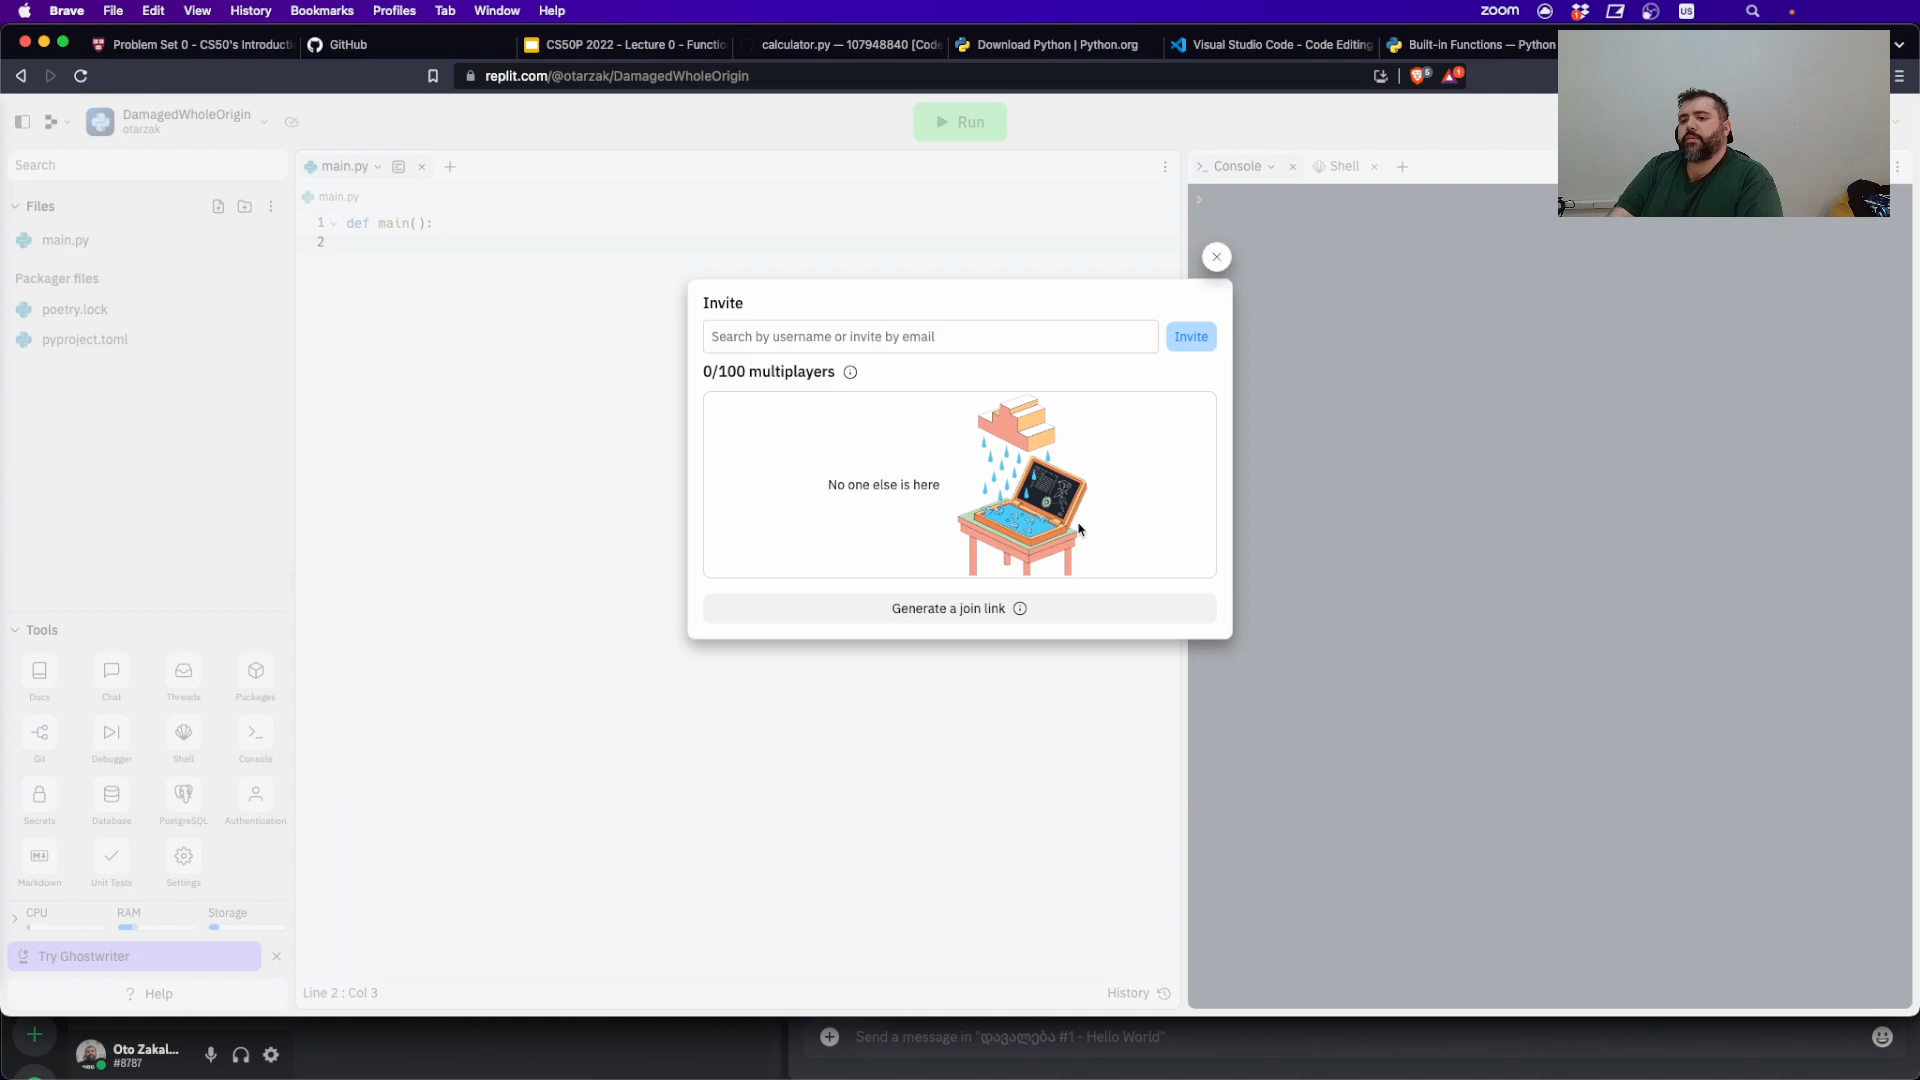 Brave File Edit View History Bookmarks Profiles Tab Window Help zoom US
Problem Set 0 - CS50's Introducti GitHub CS50P 2022 - Lecture 0 - Functio calculator.py — 107948840 [Code Download Python | Python.org Visual Studio Code - Code Editing Built-in Functions — Python
replit.com/@otarzak/DamagedWholeOrigin 5 1
DamagedWholeOrigin
otarzak
Run
Search
main.py
Console Shell
main.py
Files
1 def main():
2
main.py
Packager files
poetry.lock
pyproject.toml
Invite
Search by username or invite by email Invite
0/100 multiplayers
No one else is here
Generate a join link
Tools
Docs Chat Threads Packages
Git Debugger Shell Console
Secrets Database PostgreSQL Authentication
Markdown Unit Tests Settings
CPU RAM Storage
Try Ghostwriter
Help
Line 2 : Col 3 History
Oto Zakal...
#8787
Send a message in "დავალება #1 - Hello World"